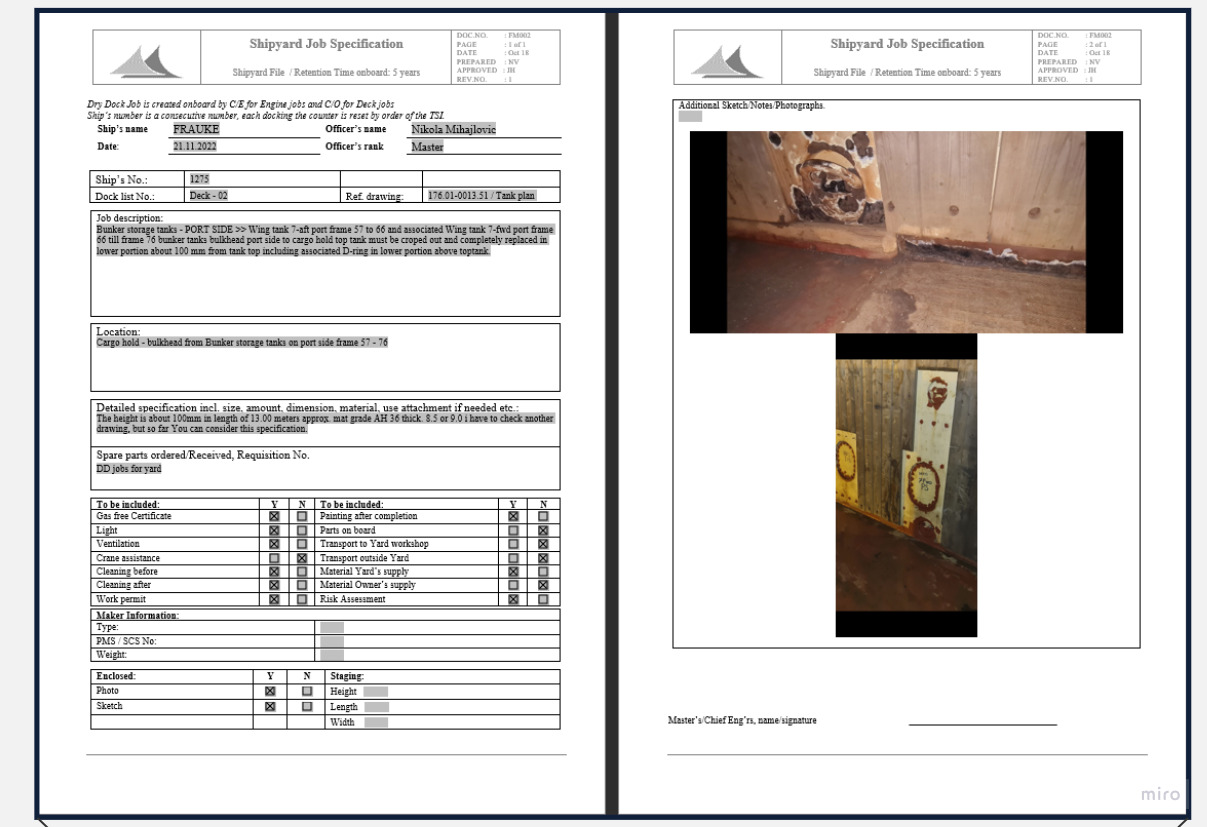 Shipyard Job Specification
Shipyard File / Retention Time onboard: 5 years
DOC.NO. : FM002
PAGE : 1 of 1
DATE : Oct 18
PREPARED : NV
APPROVED : JH
REV.NO. : 1
Dry Dock Job is created onboard by C/E for Engine jobs and C/O for Deck jobs
Ship's number is a consecutive number, each docking the counter is reset by order of the TSI.
Ship's name FRAUKE Officer's name Nikola Mihajlovic
Date: 21.11.2022 Officer's rank Master
Ship's No.: 1275
Dock list No.: Deck - 02 Ref. drawing: 176.01-0013.51 / Tank plan
Job description:
Bunker storage tanks - PORT SIDE >> Wing tank 7-aft port frame 57 to 66 and associated Wing tank 7-fwd port frame
66 till frame 76 bunker tanks bulkhead port side to cargo hold top tank must be croped out and completely replaced in
lower portion about 100 mm from tank top including associated D-ring in lower portion above toptank.
Location:
Cargo hold - bulkhead from Bunker storage tanks on port side frame 57 - 76
Detailed specification incl. size, amount, dimension, material, use attachment if needed etc.:
The height is about 100mm in length of 13.00 meters approx. mat grade AH 36 thick. 8.5 or 9.0 i have to check another
drawing, but so far You can consider this specification.
Spare parts ordered/Received, Requisition No.
DD jobs for yard
To be included: Y N To be included: Y N
Gas free Certificate Painting after completion
Light Parts on board
Ventilation Transport to Yard workshop
Crane assistance Transport outside Yard
Cleaning before Material Yard's supply
Cleaning after Material Owner's supply
Work permit Risk Assessment
Maker Information:
Type:
PMS / SCS No:
Weight:
Enclosed: Y N Staging:
Photo Height
Sketch Length
Width
Shipyard Job Specification
Shipyard File / Retention Time onboard: 5 years
DOC.NO. : FM002
PAGE : 2 of 1
DATE : Oct 18
PREPARED : NV
APPROVED : JH
REV.NO. : 1
Additional Sketch/Notes/Photographs.
Master's/Chief Eng'rs, name/signature
miro